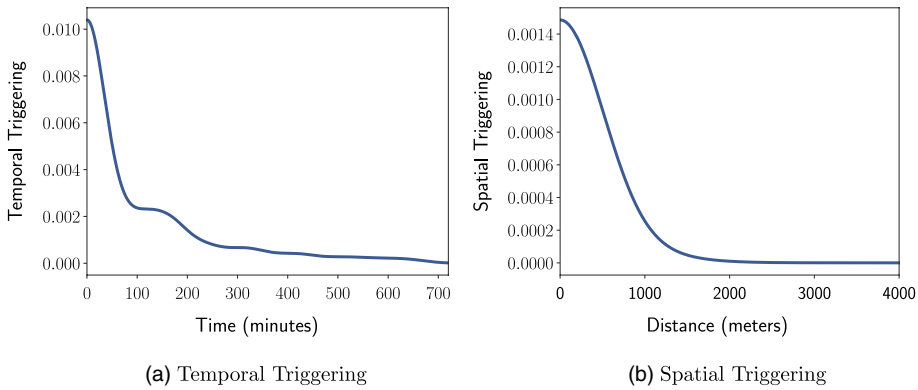 Temporal Triggering
0.010
0.008
0.006
0.004
0.002
0.000
0 100 200 300 400 500 600 700
Time (minutes)
(a) Temporal Triggering
Spatial Triggering
0.0014
0.0012
0.0010
0.0008
0.0006
0.0004
0.0002
0.0000
0 1000 2000 3000 4000
Distance (meters)
(b) Spatial Triggering